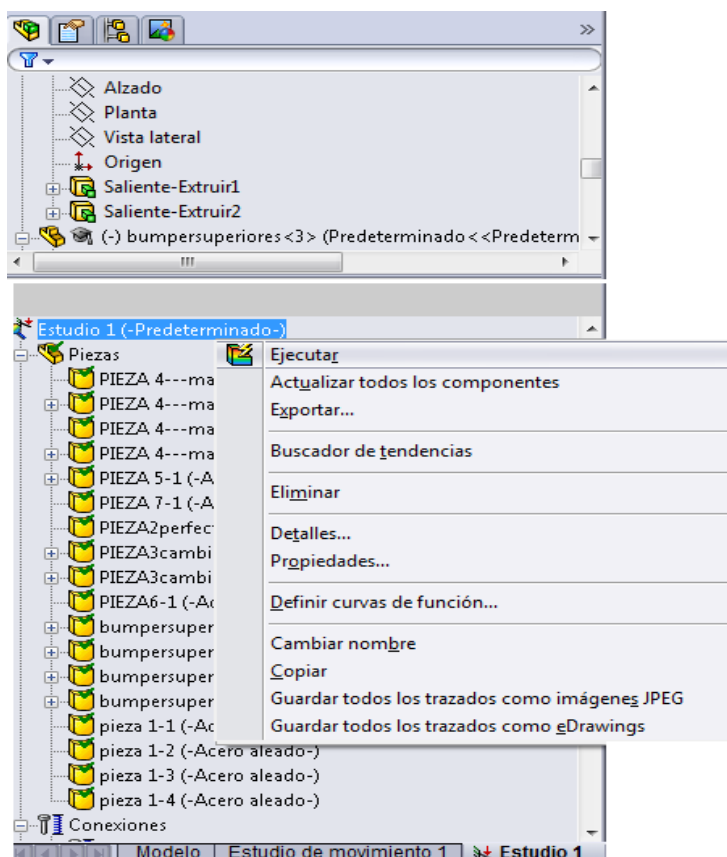 Alzado
Planta
Vista lateral
Origen
Saliente-Extruir1
Saliente-Extruir2
(-) bumpersuperiores<3> (Predeterminado<<Predeterm
Estudio 1 (-Predeterminado-)
Piezas
PIEZA 4---ma
PIEZA 4---ma
PIEZA 4---ma
PIEZA 4---ma
PIEZA 5-1 (-A
PIEZA 7-1 (-A
PIEZA2perfec
PIEZA3cambi
PIEZA3cambi
PIEZA6-1 (-Ac
bumpersuper
bumpersuper
bumpersuper
bumpersuper
pieza 1-1 (-Ac
pieza 1-2 (-Acero aleado-)
pieza 1-3 (-Acero aleado-)
pieza 1-4 (-Acero aleado-)
Conexiones
Ejecutar
Actualizar todos los componentes
Exportar...
Buscador de tendencias
Eliminar
Detalles...
Propiedades...
Definir curvas de función...
Cambiar nombre
Copiar
Guardar todos los trazados como imágenes JPEG
Guardar todos los trazados como eDrawings
Modelo Estudio de movimiento 1 Estudio 1